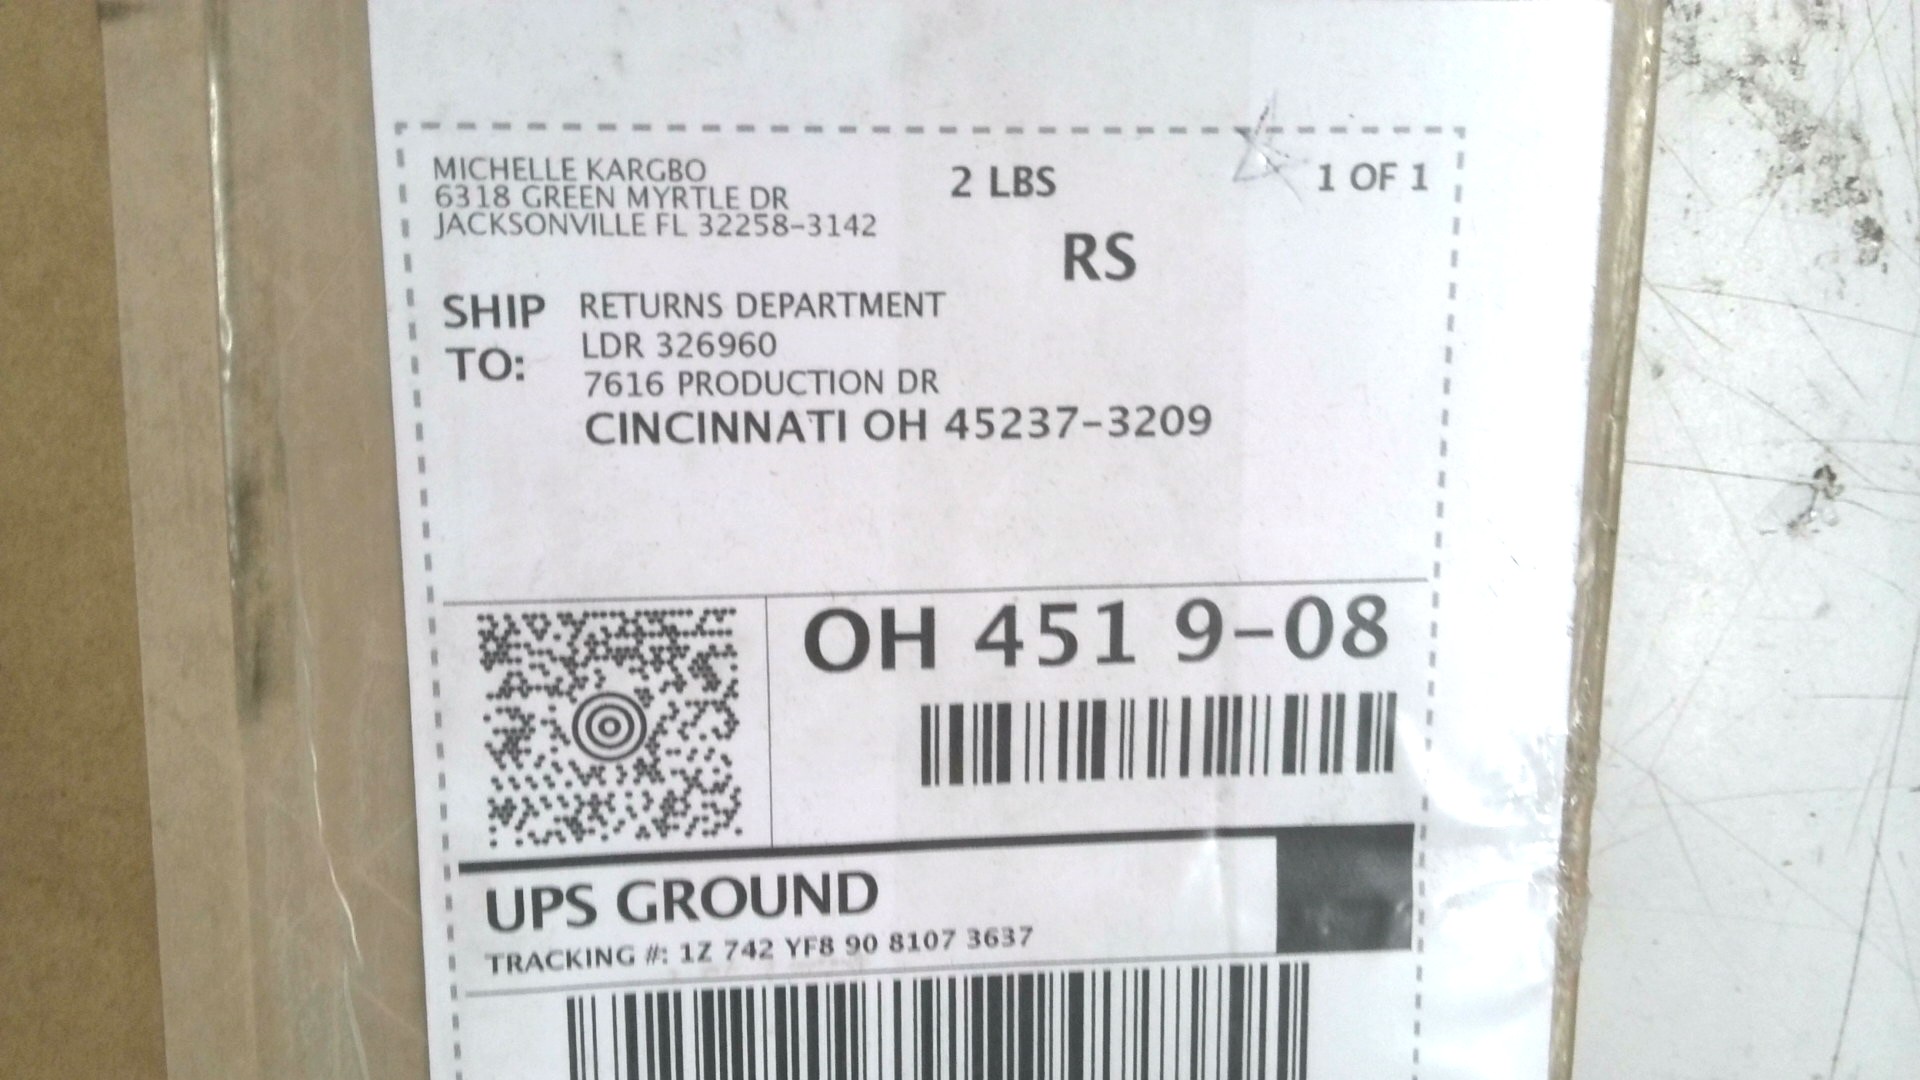 MICHELLE KARGBO
6318 GREEN MYRTLE DR
JACKSONVILLE FL 32258-3142
2 LBS
1 OF 1
RS
SHIP TO:
RETURNS DEPARTMENT
LDR 326960
7616 PRODUCTION DR
CINCINNATI OH 45237-3209
OH 451 9-08
UPS GROUND
TRACKING #: 1Z 742 YF8 90 8107 3637